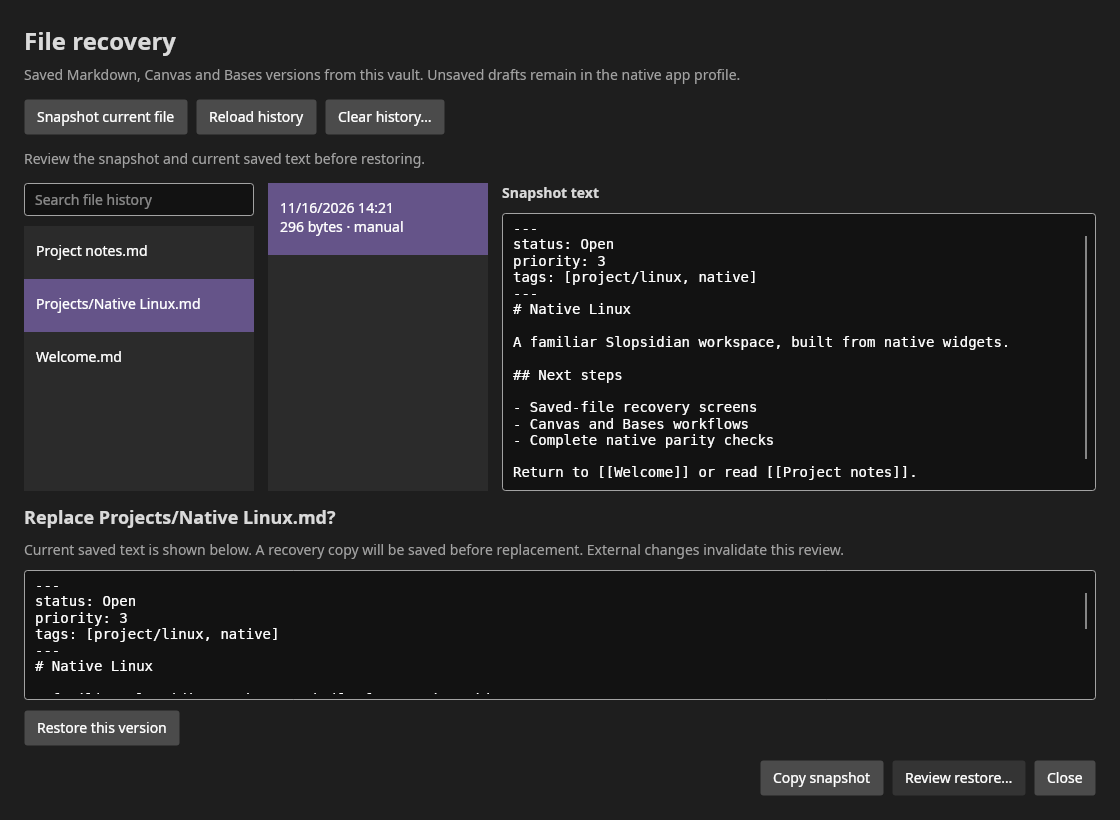 File recovery
Saved Markdown, Canvas and Bases versions from this vault. Unsaved drafts remain in the native app profile.
Snapshot current file
Reload history
Clear history...
Review the snapshot and current saved text before restoring.
Search file history
Project notes.md
Projects/Native Linux.md
Welcome.md
11/16/2026 14:21
296 bytes · manual
Snapshot text
---
status: Open
priority: 3
tags: [project/linux, native]
---
# Native Linux
A familiar Slopsidian workspace, built from native widgets.
## Next steps
- Saved-file recovery screens
- Canvas and Bases workflows
- Complete native parity checks
Return to [[Welcome]] or read [[Project notes]].
Replace Projects/Native Linux.md?
Current saved text is shown below. A recovery copy will be saved before replacement. External changes invalidate this review.
---
status: Open
priority: 3
tags: [project/linux, native]
---
# Native Linux
Restore this version
Copy snapshot
Review restore...
Close